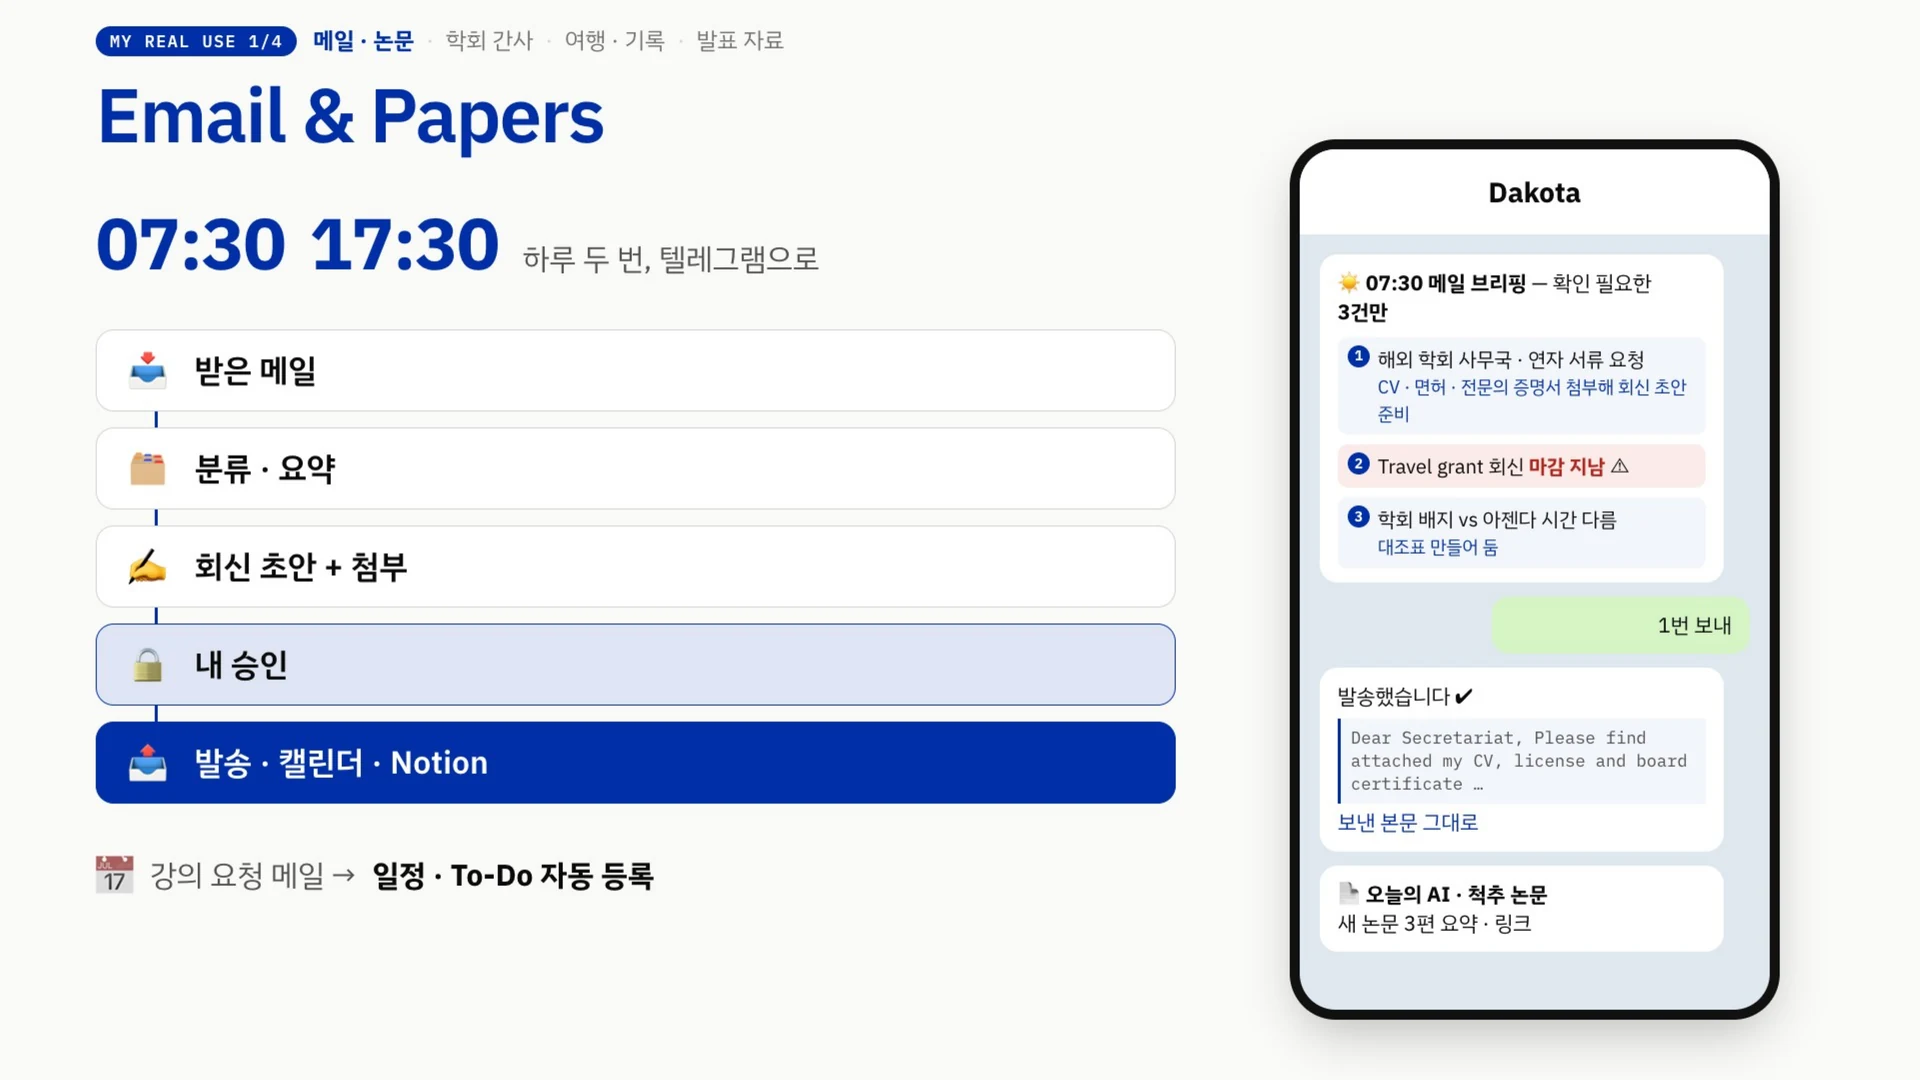 MY REAL USE 1/4 메일 · 논문 · 학회 간사 · 여행 · 기록 · 발표 자료
Email & Papers
07:30 17:30 하루 두 번, 텔레그램으로
받은 메일
분류 · 요약
회신 초안 + 첨부
내 승인
발송 · 캘린더 · Notion
JUL 17 강의 요청 메일 → 일정 · To-Do 자동 등록
Dakota
07:30 메일 브리핑 — 확인 필요한
3건만
1 해외 학회 사무국 · 연자 서류 요청
CV · 면허 · 전문의 증명서 첨부해 회신 초안
준비
2 Travel grant 회신 마감 지남 ⚠
3 학회 배지 vs 아젠다 시간 다름
대조표 만들어 둠
1번 보내
발송했습니다 ✔
Dear Secretariat, Please find
attached my CV, license and board
certificate …
보낸 본문 그대로
오늘의 AI · 척추 논문
새 논문 3편 요약 · 링크